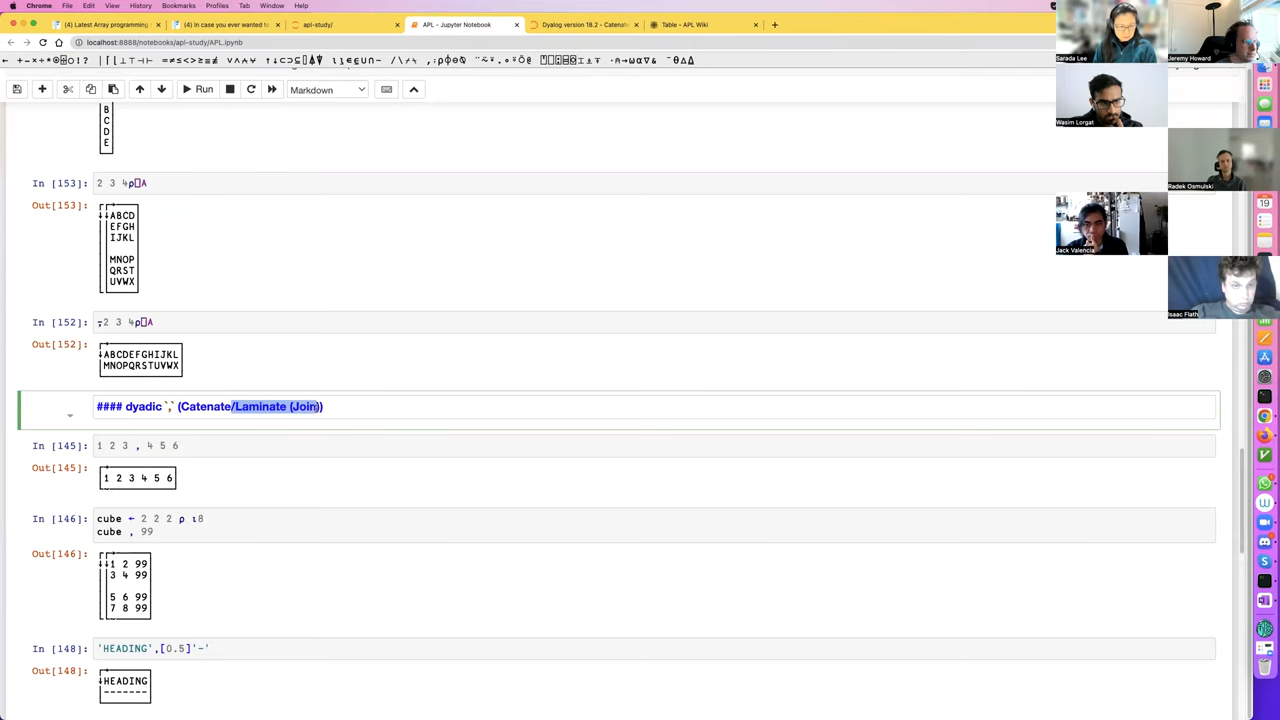 Chrome File Edit View History Bookmarks Profiles Tab Window Help
(4) Latest Array programming
(4) In case you ever wanted to
apl-study/
APL - Jupyter Notebook
Dyalog version 18.2 - Catena
Table - APL Wiki
localhost:8888/notebooks/apl-study/APL.ipynb
Run
Markdown
B
C
D
E
In [153]: 2 3 4⍴⎕A
Out[153]:
ABCD
EFGH
IJKL
MNOP
QRST
UVWX
In [152]: ⍪2 3 4⍴⎕A
Out[152]:
ABCDEFGHIJKL
MNOPQRSTUVWX
#### dyadic `,` (Catenate/Laminate (Join))
In [145]: 1 2 3 , 4 5 6
Out[145]:
1 2 3 4 5 6
In [146]: cube ← 2 2 2 ⍴ ⍳8
cube , 99
Out[146]:
1 2 99
3 4 99
5 6 99
7 8 99
In [148]: 'HEADING',[0.5]'-'
Out[148]:
HEADING
-------
Sarada Lee
Jeremy Howard
Wasim Lorgat
Radek Osmulski
Jack Valencia
Isaac Flath
19